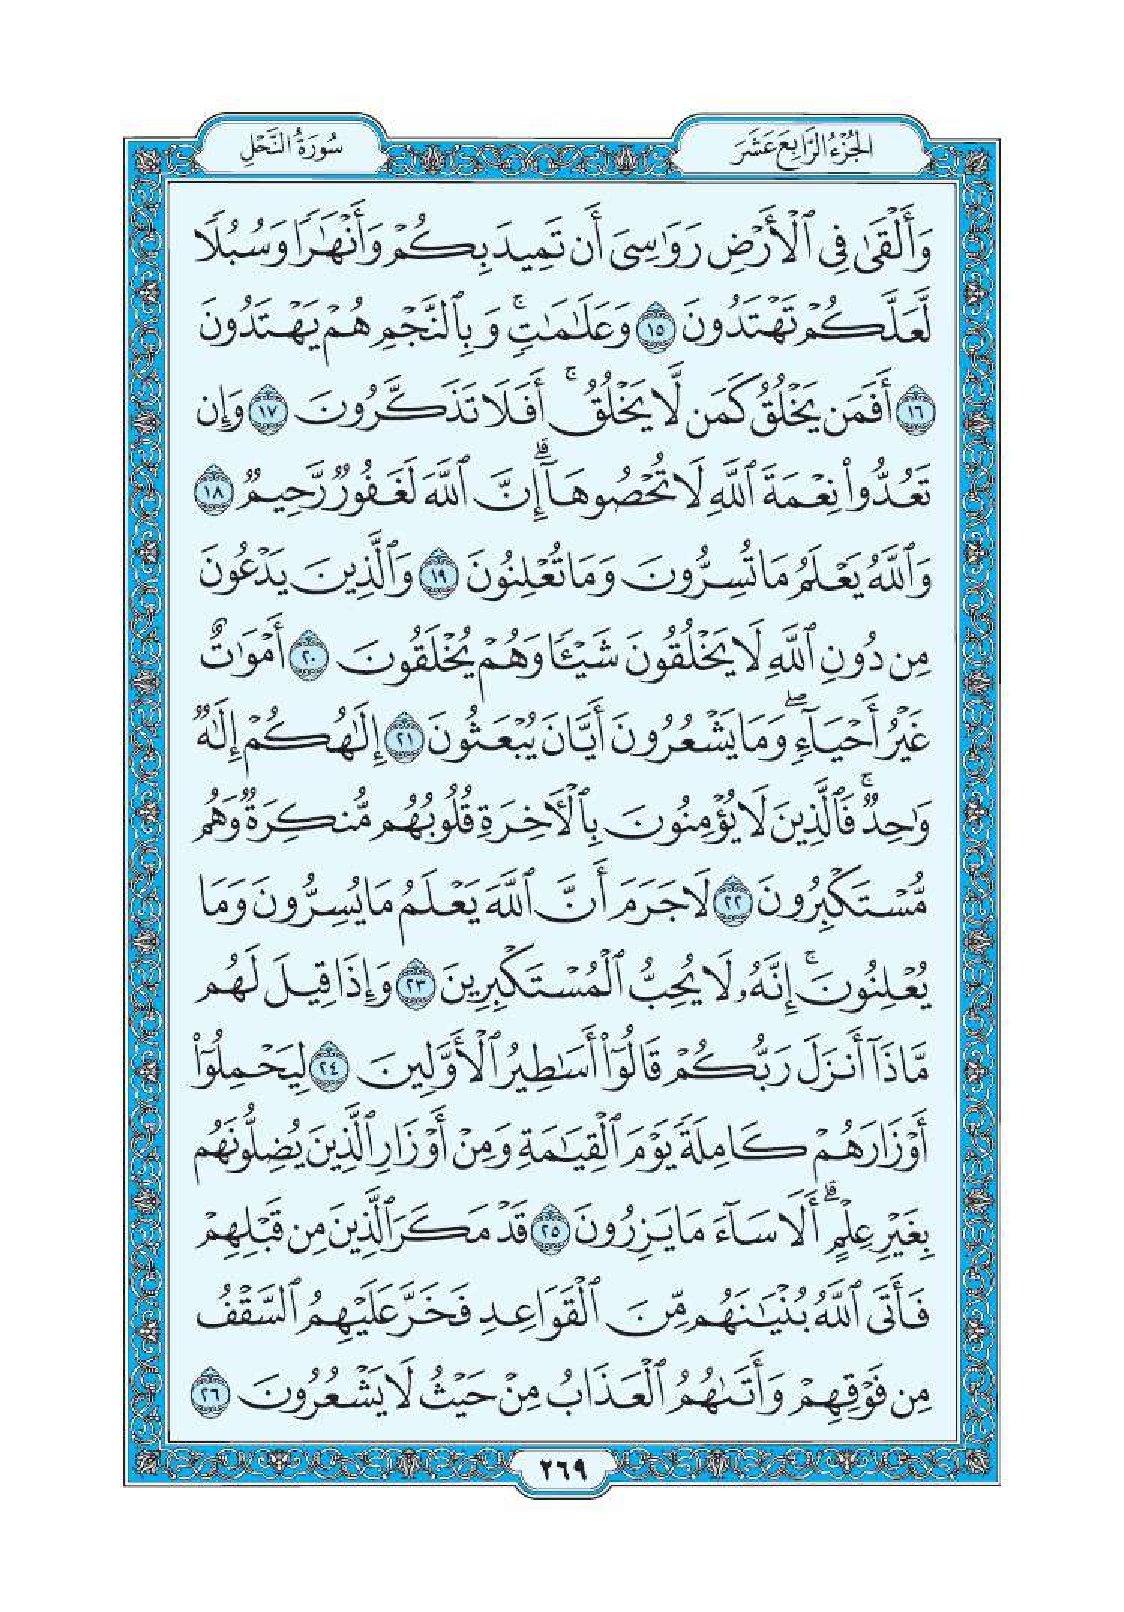 الجُزْءُ الرَّابِعَ عَشَرَ
سُورَةُ النَّحْلِ
وَأَلْقَىٰ فِي ٱلْأَرْضِ رَوَٰسِيَ أَن تَمِيدَ بِكُمْ وَأَنْهَٰرًا وَسُبُلًا
لَّعَلَّكُمْ تَهْتَدُونَ ١٥ وَعَلَٰمَٰتٍۚ وَبِٱلنَّجْمِ هُمْ يَهْتَدُونَ
١٦ أَفَمَن يَخْلُقُ كَمَن لَّا يَخْلُقُۚ أَفَلَا تَذَكَّرُونَ ١٧ وَإِن
تَعُدُّوا۟ نِعْمَةَ ٱللَّهِ لَا تُحْصُوهَآۗ إِنَّ ٱللَّهَ لَغَفُورٌ رَّحِيمٌ ١٨
وَٱللَّهُ يَعْلَمُ مَا تُسِرُّونَ وَمَا تُعْلِنُونَ ١٩ وَٱلَّذِينَ يَدْعُونَ
مِن دُونِ ٱللَّهِ لَا يَخْلُقُونَ شَيْـًٔا وَهُمْ يُخْلَقُونَ ٢٠ أَمْوَٰتٌ
غَيْرُ أَحْيَآءٍۖ وَمَا يَشْعُرُونَ أَيَّانَ يُبْعَثُونَ ٢١ إِلَٰهُكُمْ إِلَٰهٌ
وَٰحِدٌۚ فَٱلَّذِينَ لَا يُؤْمِنُونَ بِٱلْأَخِرَةِ قُلُوبُهُم مُّنكِرَةٌ وَهُم
مُّسْتَكْبِرُونَ ٢٢ لَا جَرَمَ أَنَّ ٱللَّهَ يَعْلَمُ مَا يُسِرُّونَ وَمَا
يُعْلِنُونَۚ إِنَّهُۥ لَا يُحِبُّ ٱلْمُسْتَكْبِرِينَ ٢٣ وَإِذَا قِيلَ لَهُم
مَّاذَآ أَنزَلَ رَبُّكُمْ قَالُوٓا۟ أَسَٰطِيرُ ٱلْأَوَّلِينَ ٢٤ لِيَحْمِلُوٓا۟
أَوْزَارَهُمْ كَامِلَةً يَوْمَ ٱلْقِيَٰمَةِ وَمِنْ أَوْزَارِ ٱلَّذِينَ يُضِلُّونَهُم
بِغَيْرِ عِلْمٍۗ أَلَا سَآءَ مَا يَزِرُونَ ٢٥ قَدْ مَكَرَ ٱلَّذِينَ مِن قَبْلِهِمْ
فَأَتَى ٱللَّهُ بُنْيَٰنَهُم مِّنَ ٱلْقَوَاعِدِ فَخَرَّ عَلَيْهِمُ ٱلسَّقْفُ
مِن فَوْقِهِمْ وَأَتَىٰهُمُ ٱلْعَذَابُ مِنْ حَيْثُ لَا يَشْعُرُونَ ٢٦
٢٦٩